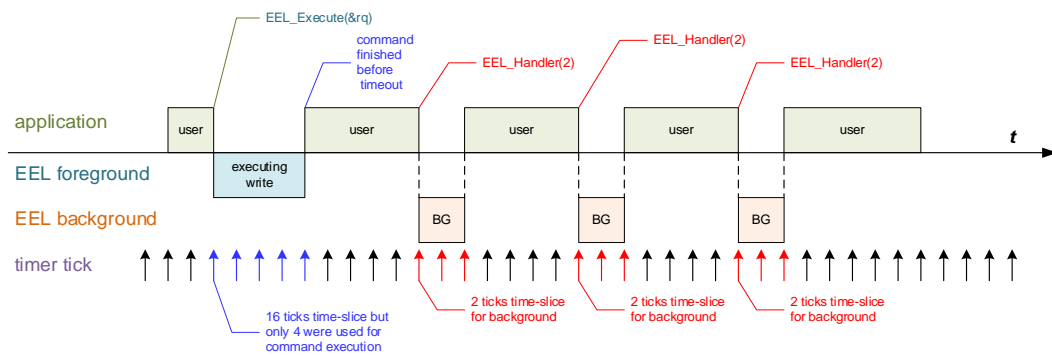 EEL_Execute(&rq)
command
finished
before
timeout
EEL_Handler(2)
EEL_Handler(2)
EEL_Handler(2)
application
user
user
user
user
user
t
EEL foreground
executing
write
EEL background
BG
BG
BG
timer tick
16 ticks time-slice but
only 4 were used for
command execution
2 ticks time-slice
for background
2 ticks time-slice
for background
2 ticks time-slice
for background